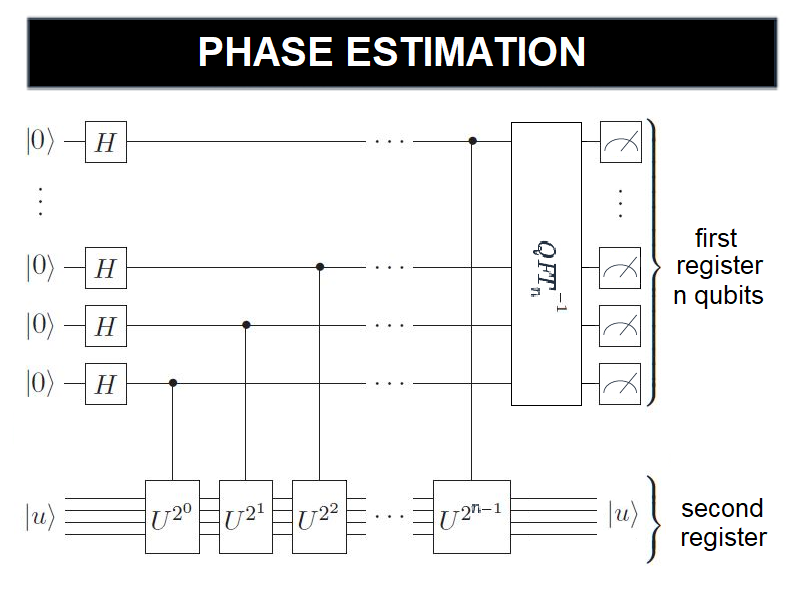 PHASE ESTIMATION
|0⟩ H · · ·
⋮ ⋮
|0⟩ H · · ·
|0⟩ H · · ·
|0⟩ H · · ·
QFTₙ⁻¹
first
register
n qubits
|u⟩ U^{2^0} U^{2^1} U^{2^2} · · · U^{2^{n−1}} |u⟩
second
register